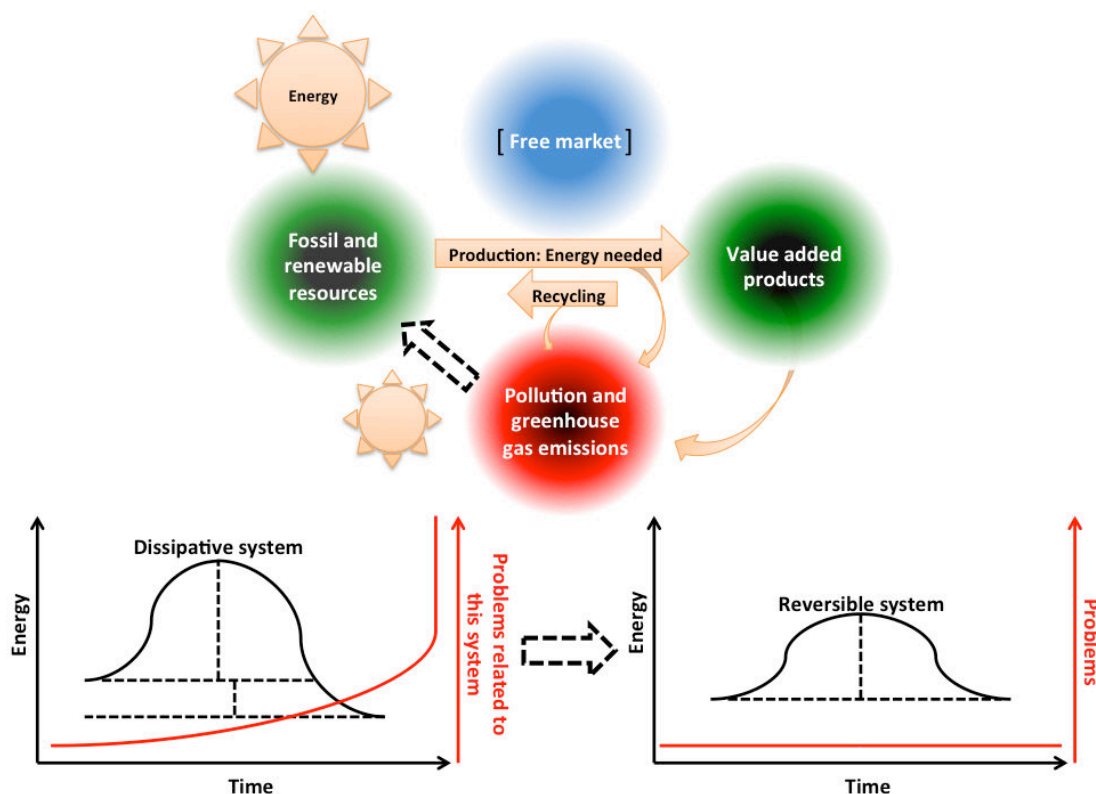 Energy
[ Free market ]
Fossil and
renewable
resources
Production: Energy needed
Value added
products
Recycling
Pollution and
greenhouse
gas emissions
Dissipative system
Energy
Time
Problems related to
this system
Reversible system
Energy
Time
Problems